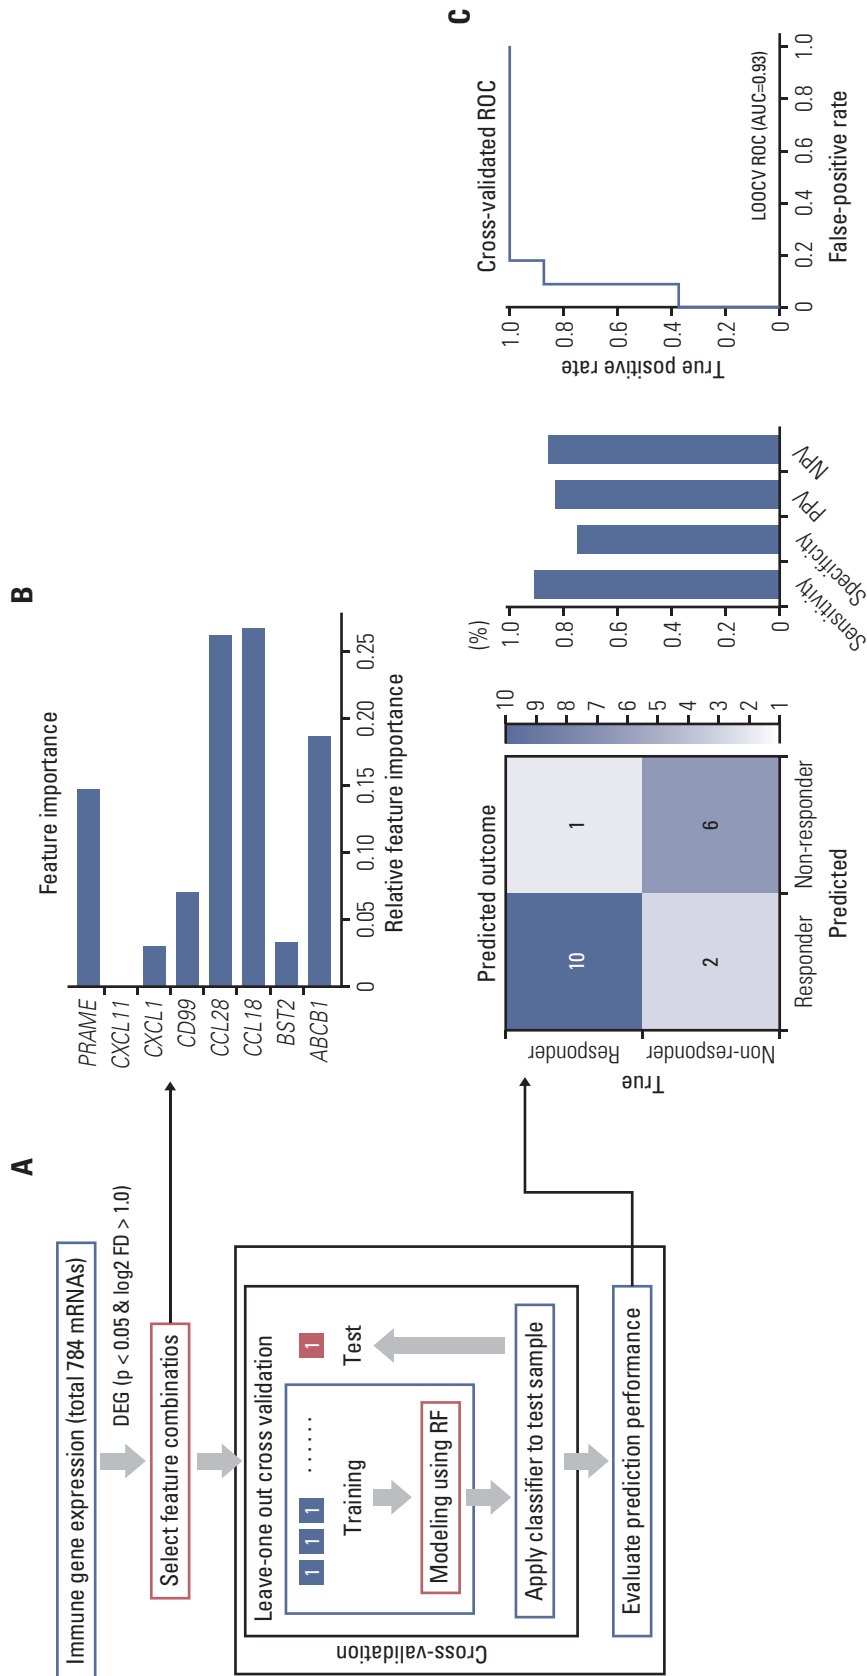 A
Immune gene expression (total 784 mRNAs)
DEG (p < 0.05 & log2 FD > 1.0)
Select feature combinatios
Cross-validation
Leave-one out cross validation
1 1 1 ......
1
Training
Test
Modeling using RF
Apply classifier to test sample
Evaluate prediction performance
B
Feature importance
PRAME
CXCL11
CXCL1
CD99
CCL28
CCL18
BST2
ABCB1
0 0.05 0.10 0.15 0.20 0.25
Relative feature importance
Predicted outcome
True
Responder
Non-responder
10 1
2 6
Responder Non-responder
Predicted
10
9
8
7
6
5
4
3
2
1
(%)
1.0
0.8
0.6
0.4
0.2
0
Sensitivity
Specificity
PPV
NPV
C
Cross-validated ROC
True positive rate
1.0
0.8
0.6
0.4
0.2
0
LOOCV ROC (AUC=0.93)
0 0.2 0.4 0.6 0.8 1.0
False-positive rate